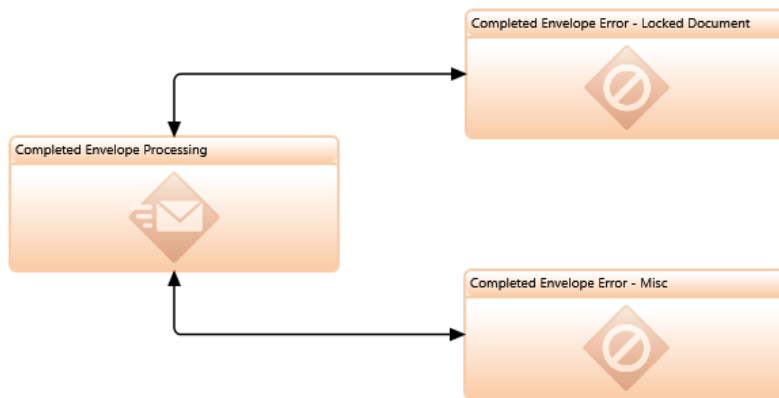 Completed Envelope Error - Locked Document
Completed Envelope Processing
Completed Envelope Error - Misc